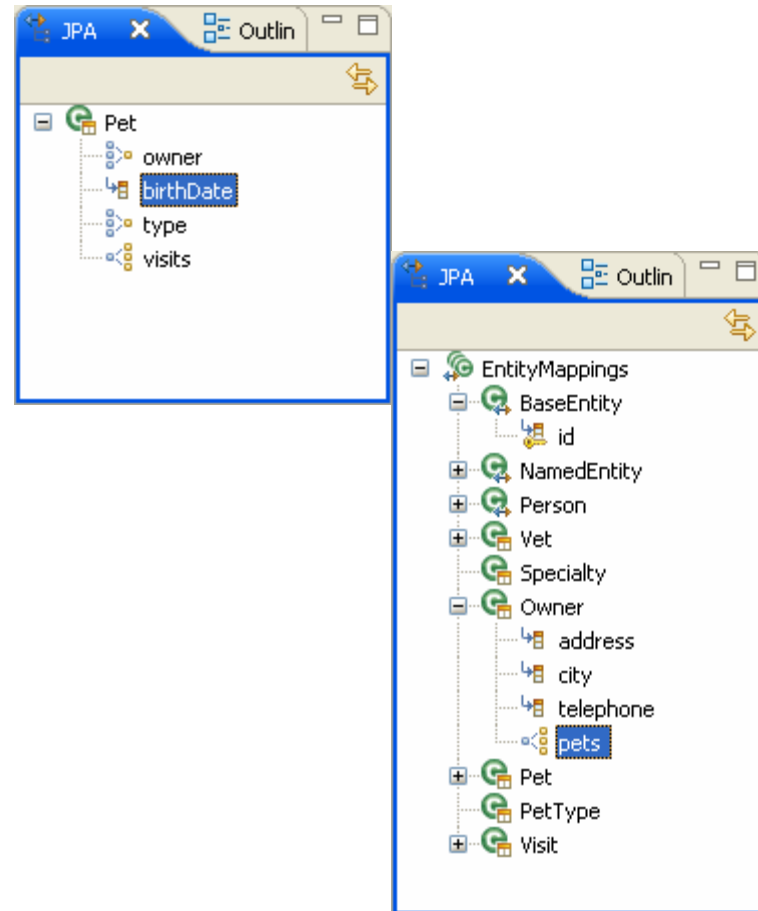 JPA Outlin
Pet
owner
birthDate
type
visits
JPA Outlin
EntityMappings
BaseEntity
id
NamedEntity
Person
Vet
Specialty
Owner
address
city
telephone
pets
Pet
PetType
Visit